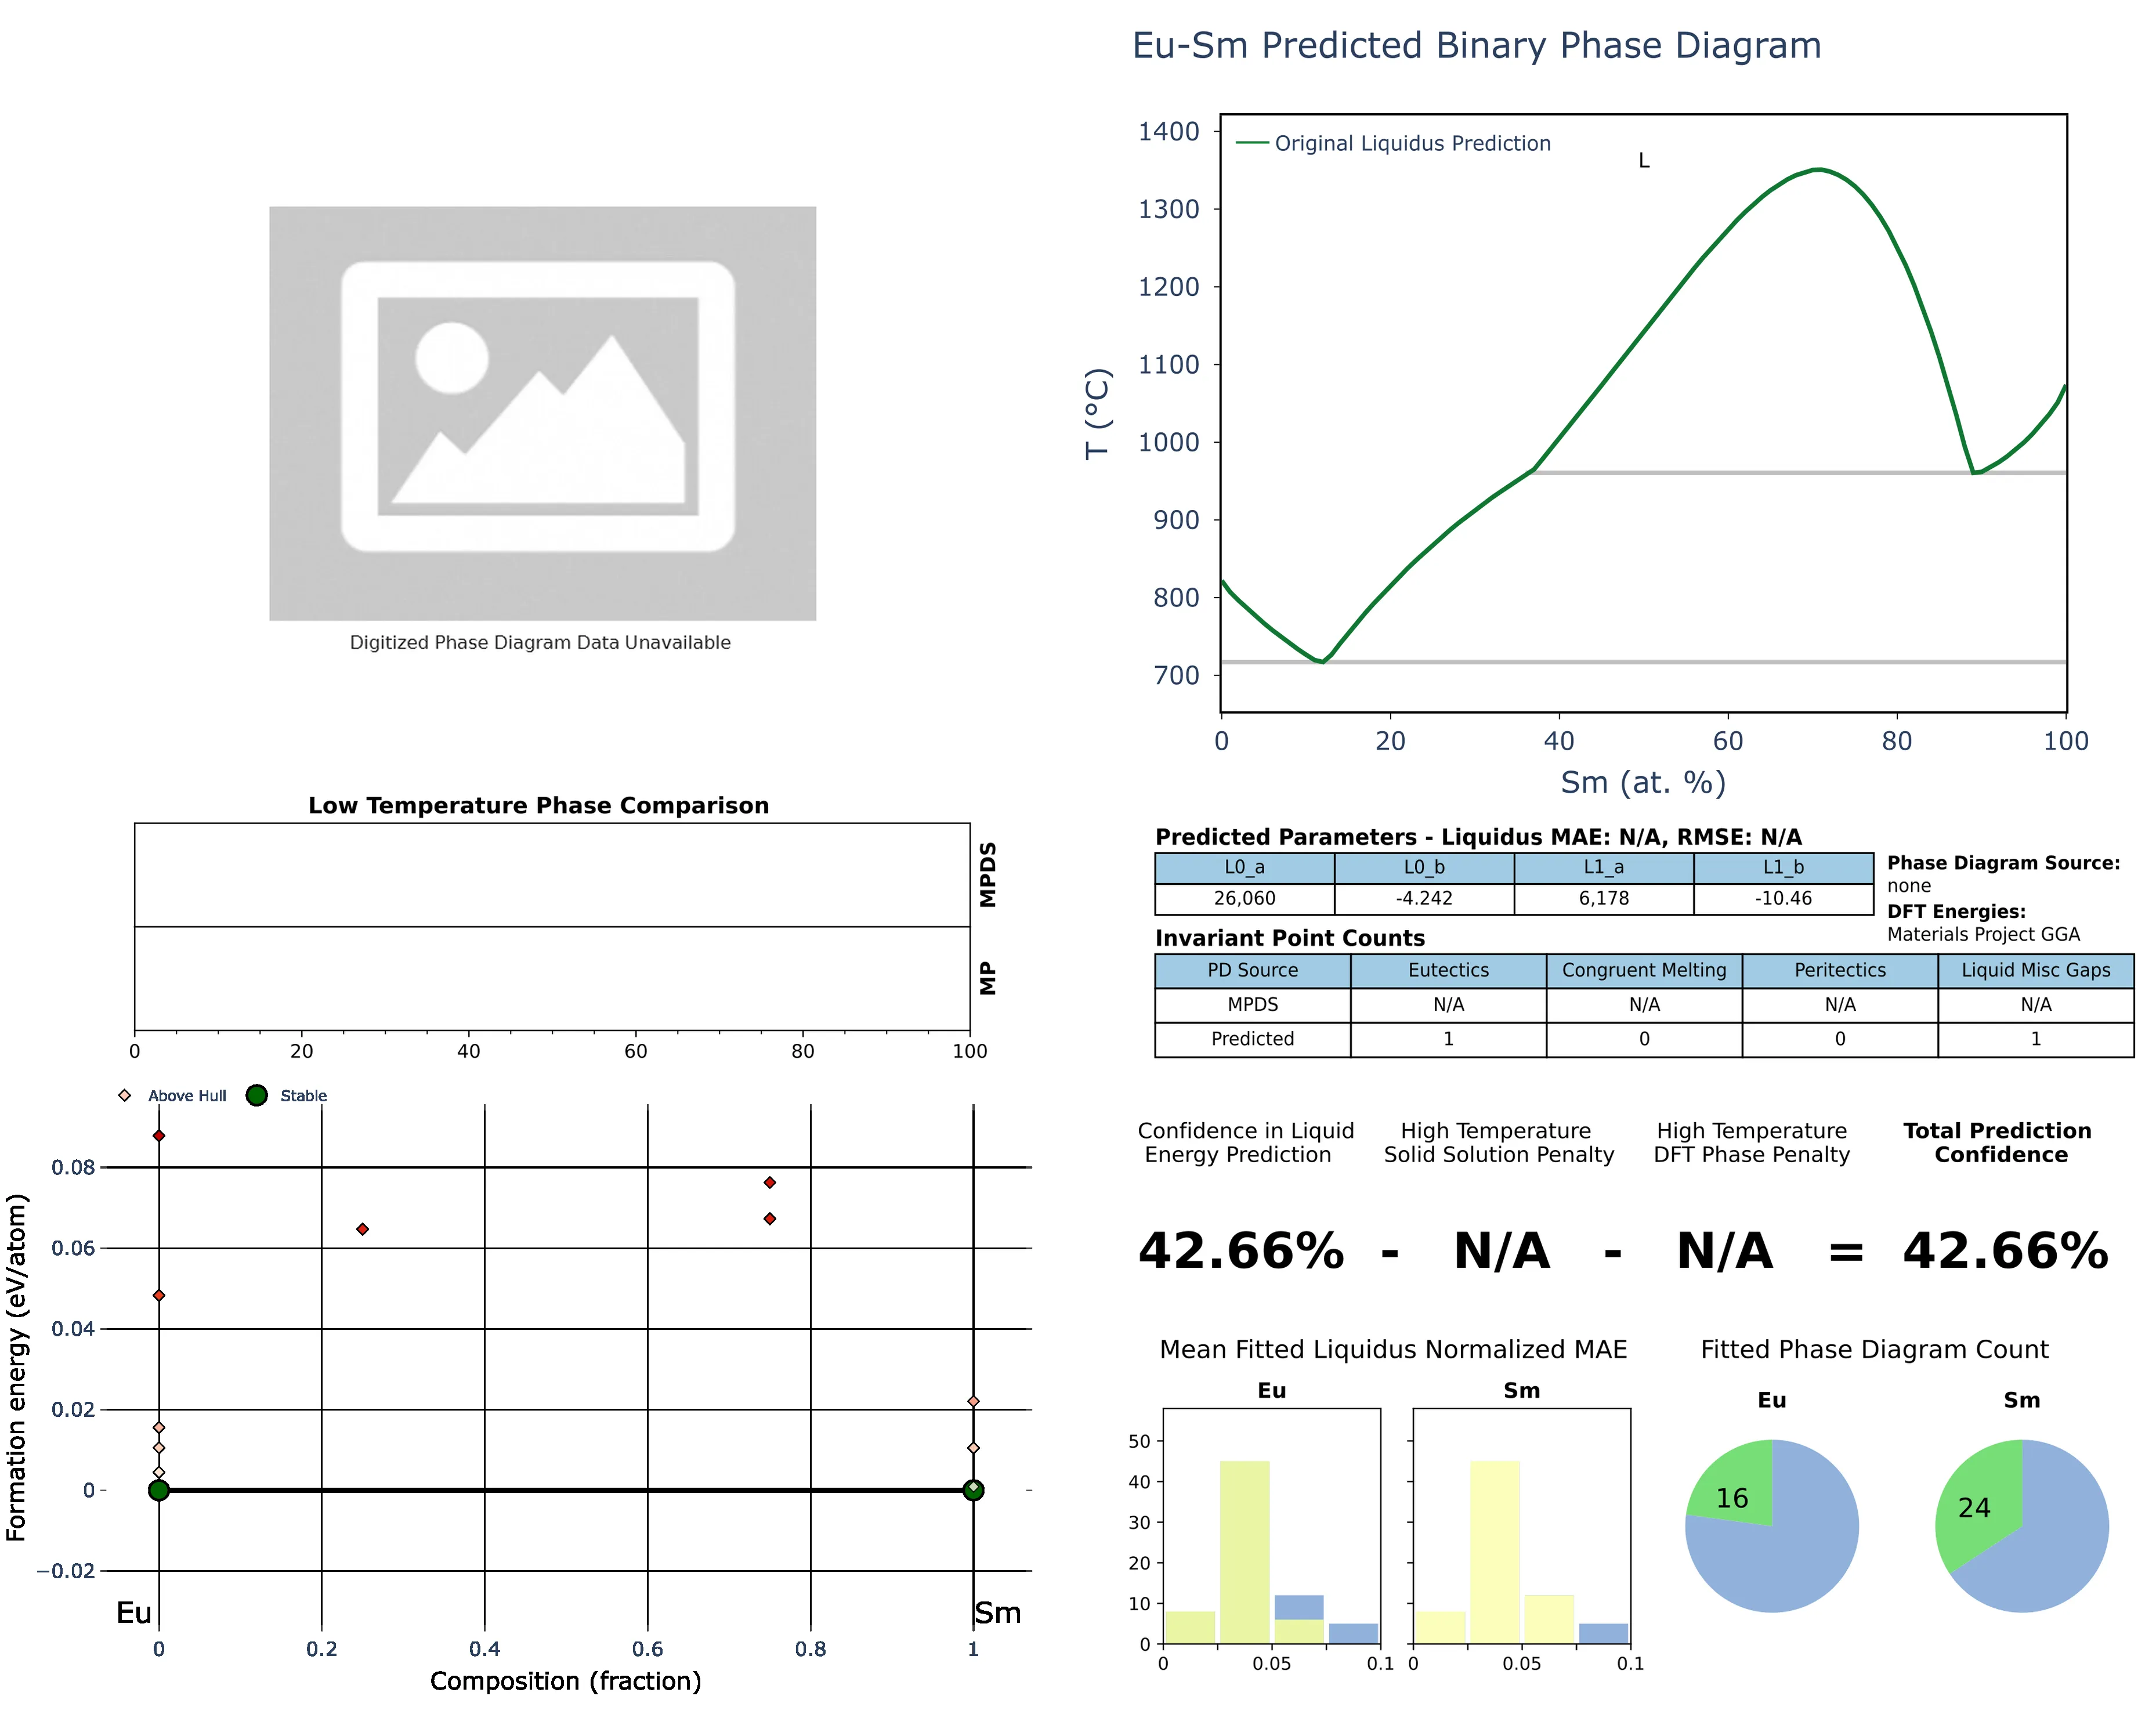 Eu-Sm Predicted Binary Phase Diagram
Digitized Phase Diagram Data Unavailable
Original Liquidus Prediction
L
1400
1300
1200
1100
1000
900
800
700
T (°C)
0 20 40 60 80 100
Sm (at. %)
Low Temperature Phase Comparison
MPDS
MP
0 20 40 60 80 100
Predicted Parameters - Liquidus MAE: N/A, RMSE: N/A
L0_a L0_b L1_a L1_b
26,060 -4.242 6,178 -10.46
Phase Diagram Source:
none
DFT Energies:
Materials Project GGA
Invariant Point Counts
PD Source Eutectics Congruent Melting Peritectics Liquid Misc Gaps
MPDS N/A N/A N/A N/A
Predicted 1 0 0 1
Above Hull Stable
0.08
0.06
0.04
0.02
0
−0.02
Formation energy (eV/atom)
Eu Sm
0 0.2 0.4 0.6 0.8 1
Composition (fraction)
Confidence in Liquid
Energy Prediction
High Temperature
Solid Solution Penalty
High Temperature
DFT Phase Penalty
Total Prediction
Confidence
42.66% - N/A - N/A = 42.66%
Mean Fitted Liquidus Normalized MAE
Eu Sm
50
40
30
20
10
0
0 0.05 0.1 0 0.05 0.1
Fitted Phase Diagram Count
Eu Sm
16 24